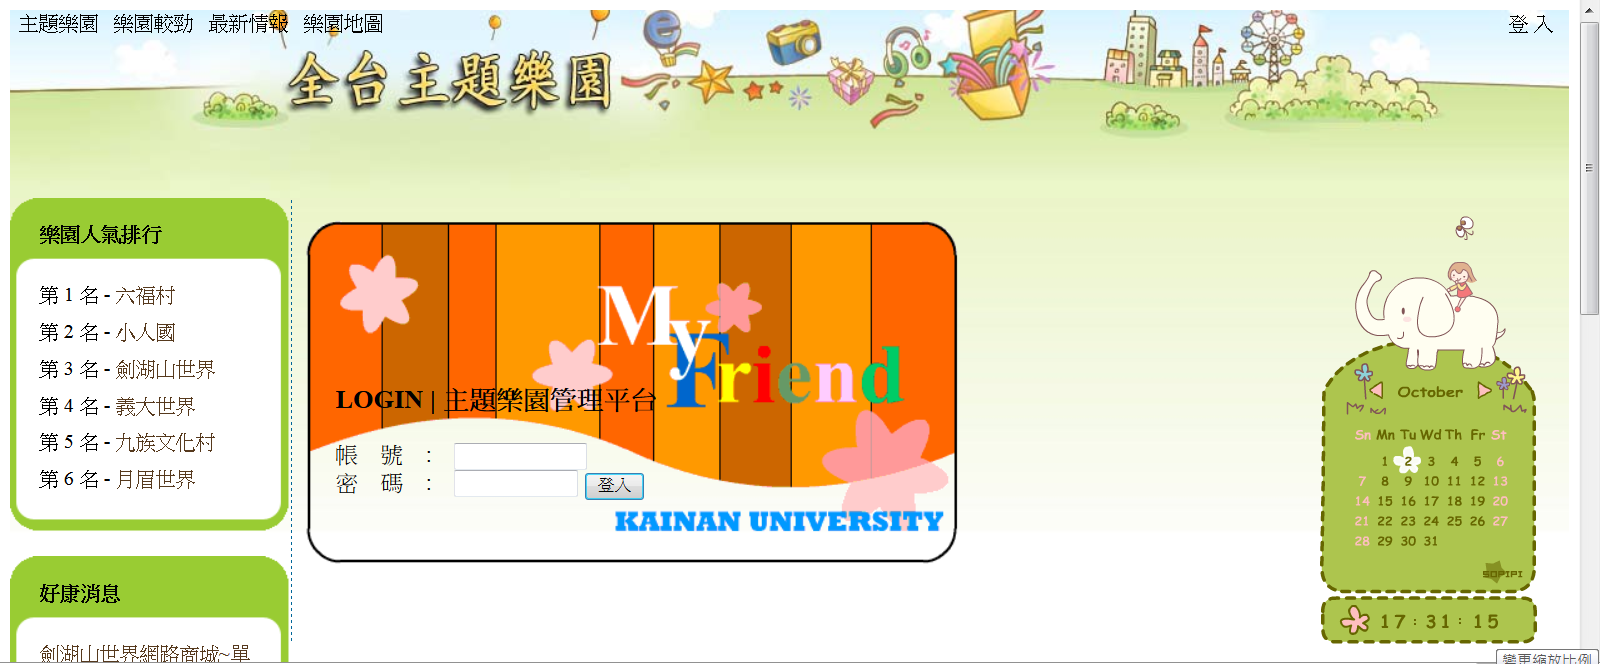 主題樂園 樂園較勁 最新情報 樂園地圖 登 入
全台主題樂園
樂園人氣排行
第 1 名 - 六福村
第 2 名 - 小人國
第 3 名 - 劍湖山世界
第 4 名 - 義大世界
第 5 名 - 九族文化村
第 6 名 - 月眉世界
好康消息
劍湖山世界網路商城~單
My
Friend
LOGIN | 主題樂園管理平台
帳 號 :
密 碼 : 登入
KAINAN UNIVERSITY
October
Sn Mn Tu Wd Th Fr St
1 2 3 4 5 6
7 8 9 10 11 12 13
14 15 16 17 18 19 20
21 22 23 24 25 26 27
28 29 30 31
SOPIPI
17 : 31 : 15
變更縮放比例